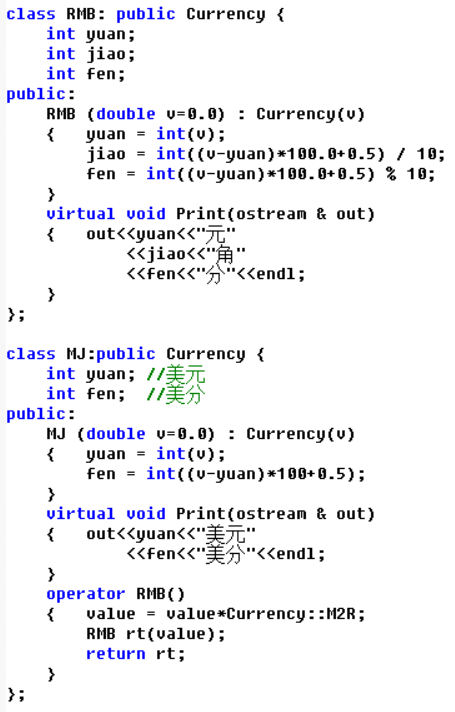 class RMB: public Currency {
    int yuan;
    int jiao;
    int fen;
public:
    RMB (double v=0.0) : Currency(v)
    {   yuan = int(v);
        jiao = int((v-yuan)*100.0+0.5) / 10;
        fen = int((v-yuan)*100.0+0.5) % 10;
    }
    virtual void Print(ostream & out)
    {   out<<yuan<<"元"
            <<jiao<<"角"
            <<fen<<"分"<<endl;
    }
};

class MJ:public Currency {
    int yuan; //美元
    int fen;  //美分
public:
    MJ (double v=0.0) : Currency(v)
    {   yuan = int(v);
        fen = int((v-yuan)*100+0.5);
    }
    virtual void Print(ostream & out)
    {   out<<yuan<<"美元"
            <<fen<<"美分"<<endl;
    }
    operator RMB()
    {   value = value*Currency::M2R;
        RMB rt(value);
        return rt;
    }
};